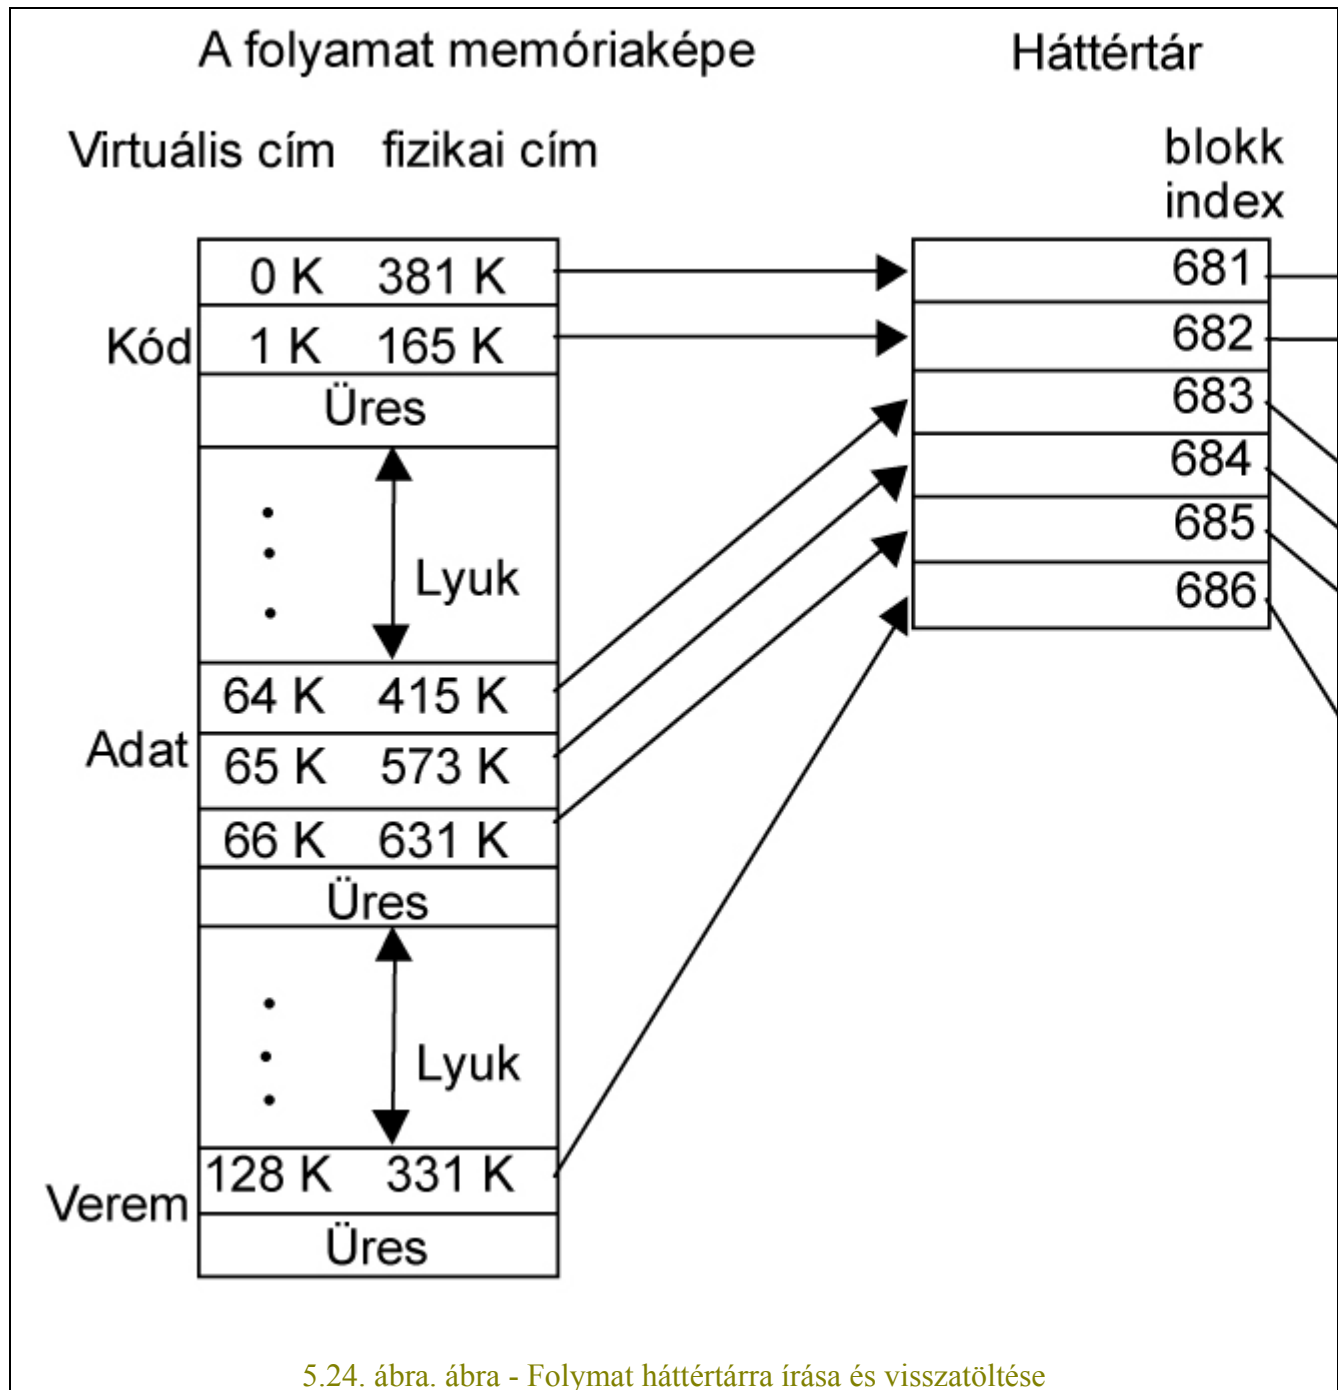 A folyamat memóriaképe
Háttértár
Virtuális cím fizikai cím
blokk
index
0 K 381 K
Kód
1 K 165 K
Üres
Lyuk
64 K 415 K
Adat
65 K 573 K
66 K 631 K
Üres
Lyuk
128 K 331 K
Verem
Üres
681
682
683
684
685
686
5.24. ábra. ábra - Folymat háttértárra írása és visszatöltése